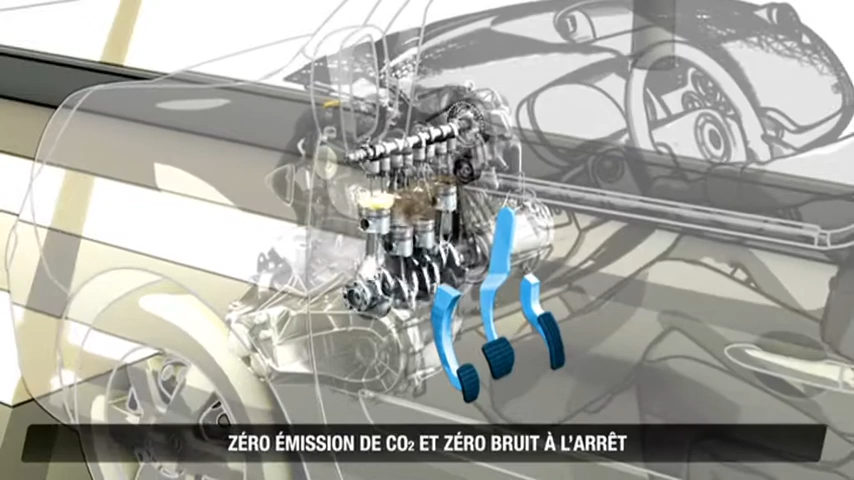 ZÉRO ÉMISSION DE CO₂ ET ZÉRO BRUIT À L'ARRÊT